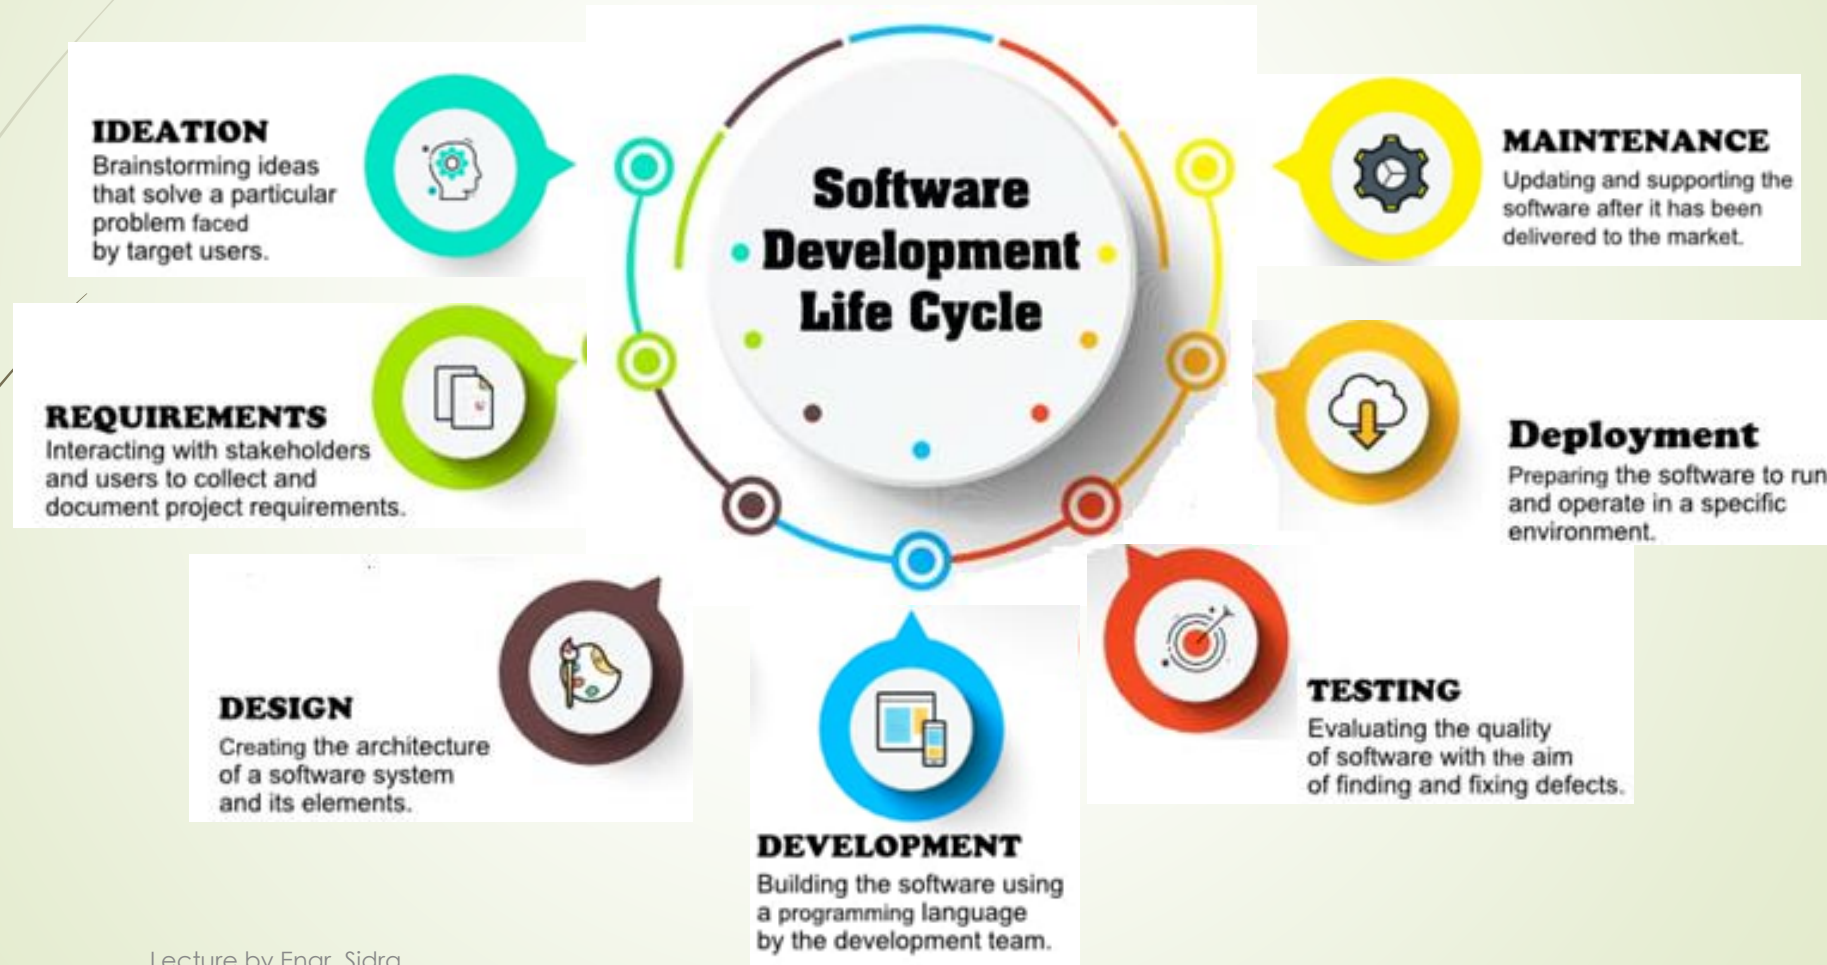 Software
Development
Life Cycle
IDEATION
Brainstorming ideas
that solve a particular
problem faced
by target users.
REQUIREMENTS
Interacting with stakeholders
and users to collect and
document project requirements.
DESIGN
Creating the architecture
of a software system
and its elements.
DEVELOPMENT
Building the software using
a programming language
by the development team.
TESTING
Evaluating the quality
of software with the aim
of finding and fixing defects.
Deployment
Preparing the software to run
and operate in a specific
environment.
MAINTENANCE
Updating and supporting the
software after it has been
delivered to the market.
Lecture by Engr. Sidra